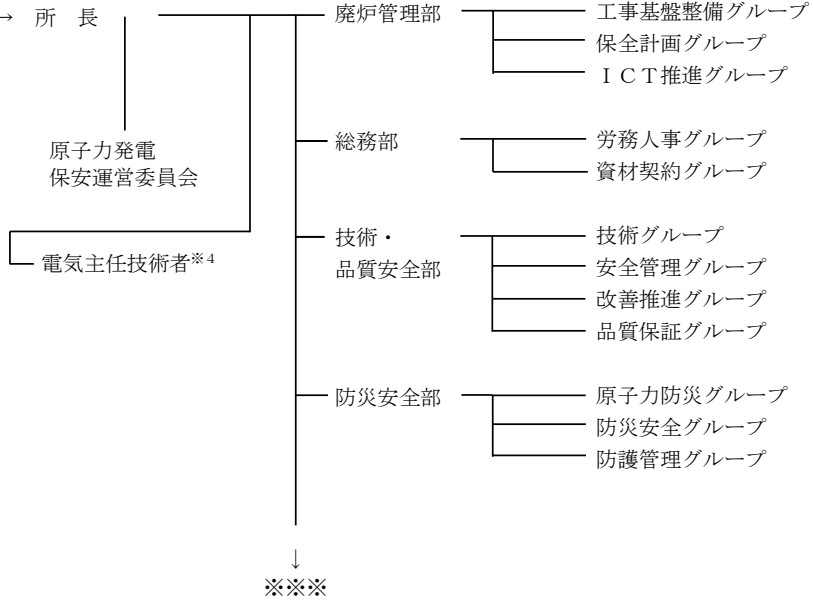 → 所 長
廃炉管理部
工事基盤整備グループ
保全計画グループ
ＩＣＴ推進グループ
原子力発電
保安運営委員会
総務部
労務人事グループ
資材契約グループ
電気主任技術者※4
技術・
品質安全部
技術グループ
安全管理グループ
改善推進グループ
品質保証グループ
防災安全部
原子力防災グループ
防災安全グループ
防護管理グループ
↓
※※※